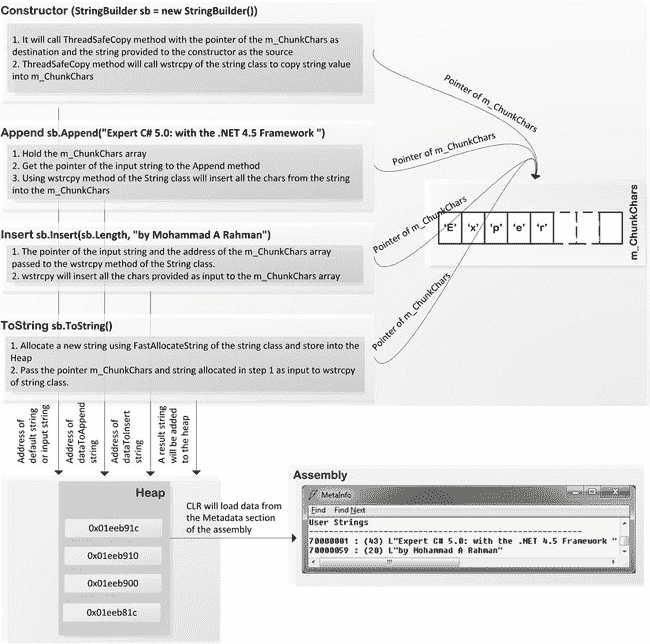 Constructor (StringBuilder sb = new StringBuilder())
1. It will call ThreadSafeCopy method with the pointer of the m_ChunkChars as
destination and the string provided to the constructor as the source
2. ThreadSafeCopy method will call wstrcpy of the string class to copy string value
into m_ChunkChars
Append sb.Append("Expert C# 5.0: with the .NET 4.5 Framework ")
1. Hold the m_ChunkChars array
2. Get the pointer of the input string to the Append method
3. Using wstrcpy method of the String class will insert all the chars from the string
into the m_ChunkChars
Insert sb.Insert(sb.Length, "by Mohammad A Rahman")
1. The pointer of the input string and the address of the m_ChunkChars array
passed to the wstrcpy method of the String class.
2. wstrcpy will insert all the chars provided as input to the m_ChunkChars array
ToString sb.ToString()
1. Allocate a new string using FastAllocateString of the string class and store into the
Heap
2. Pass the pointer m_ChunkChars and string allocated in step 1 as input to wstrcpy
of string class.
Pointer of m_ChunkChars
Pointer of m_ChunkChars
Pointer of m_ChunkChars
Pointer of m_ChunkChars
'E' 'x' 'p' 'e' 'r'
m_ChunkChars
Address of
default string
or input string
Address of
dataToAppend
string
Address of
dataToInsert
string
A result string
will be added
to the heap
Heap
0x01eeb91c
0x01eeb910
0x01eeb900
0x01eeb81c
CLR will load data from
the Metadata section
of the assembly
Assembly
MetaInfo
Find Find Next
User Strings
-------------------------------------------------------
70000001 : (43) L"Expert C# 5.0: with the .NET 4.5 Framework "
70000059 : (20) L"by Mohammad A Rahman"